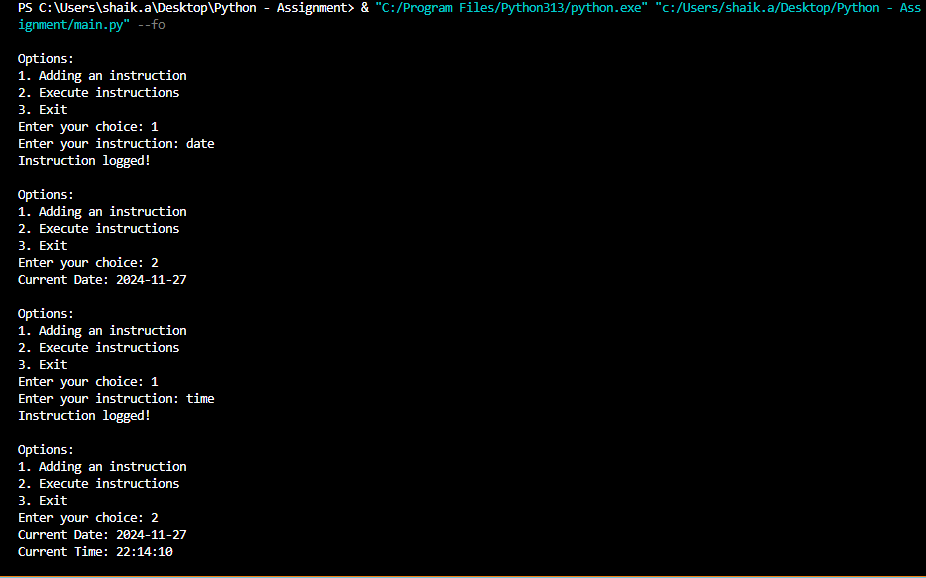 PS C:\Users\shaik.a\Desktop\Python - Assignment> & "C:/Program Files/Python313/python.exe" "c:/Users/shaik.a/Desktop/Python - Ass
ignment/main.py" --fo
Options:
1. Adding an instruction
2. Execute instructions
3. Exit
Enter your choice: 1
Enter your instruction: date
Instruction logged!
Options:
1. Adding an instruction
2. Execute instructions
3. Exit
Enter your choice: 2
Current Date: 2024-11-27
Options:
1. Adding an instruction
2. Execute instructions
3. Exit
Enter your choice: 1
Enter your instruction: time
Instruction logged!
Options:
1. Adding an instruction
2. Execute instructions
3. Exit
Enter your choice: 2
Current Date: 2024-11-27
Current Time: 22:14:10